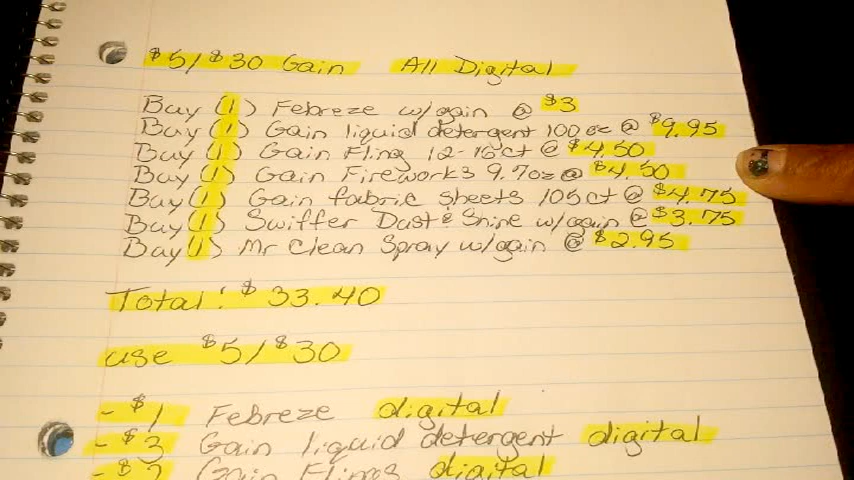 $5/$30 Gain All Digital
Buy (1) Febreze w/gain @ $3
Buy (1) Gain liquid detergent 100 oz @ $9.95
Buy (1) Gain Fling 12-16ct @ $4.50
Buy (1) Gain Fireworks 9.7oz @ $4.50
Buy (1) Gain fabric sheets 105ct @ $4.75
Buy (1) Swiffer Dust & Shine w/gain @ $3.75
Buy (1) Mr Clean Spray w/gain @ $2.95
Total: $33.40
use $5/$30
- $1 Febreze digital
- $3 Gain liquid detergent digital
- $2 Gain Flings digital